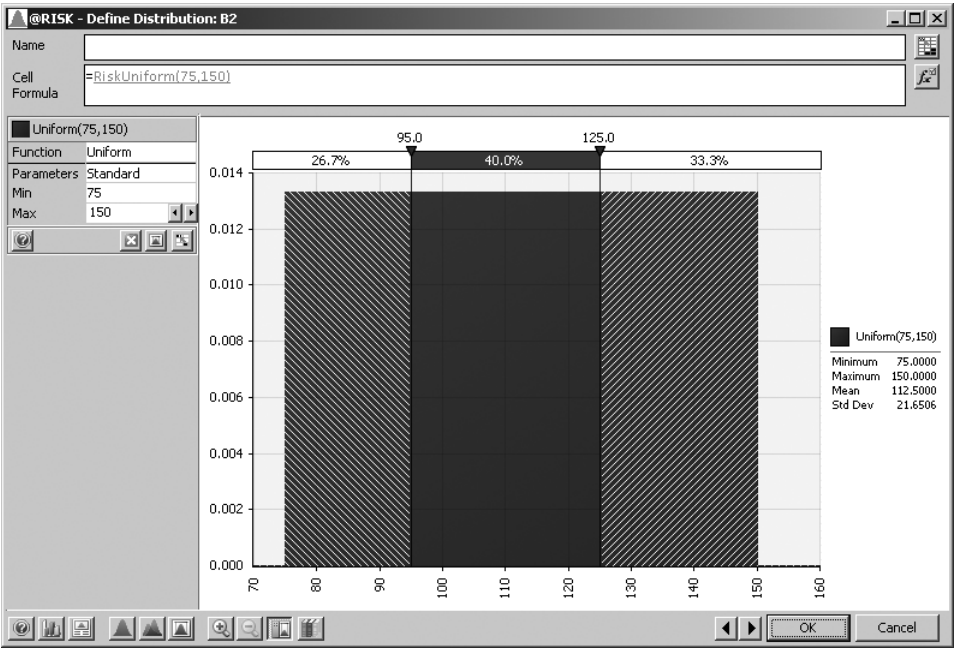 @RISK - Define Distribution: B2
Name
Cell Formula
=RiskUniform(75,150)
Uniform(75,150)
Function Uniform
Parameters Standard
Min 75
Max 150
95.0 125.0
26.7% 40.0% 33.3%
0.014
0.012
0.010
0.008
0.006
0.004
0.002
0.000
70 80 90 100 110 120 130 140 150 160
Uniform(75,150)
Minimum 75.0000
Maximum 150.0000
Mean 112.5000
Std Dev 21.6506
OK Cancel